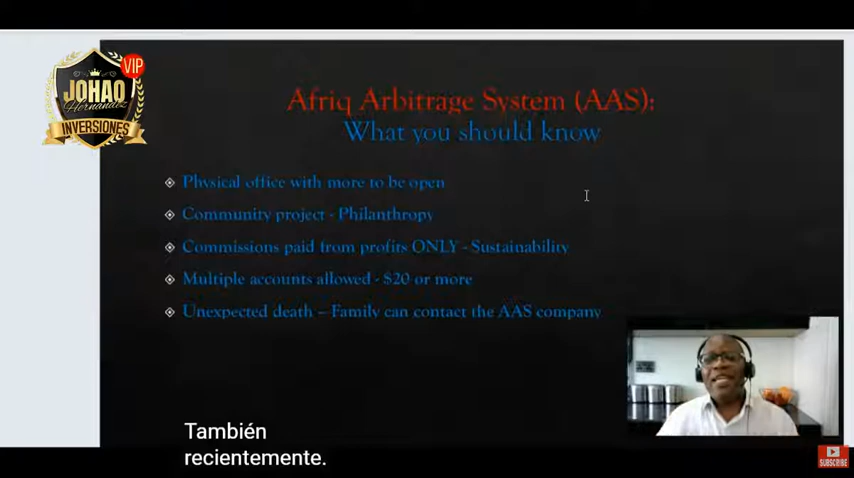 VIP
JOHAO
Hernandez
INVERSIONES
Afriq Arbitrage System (AAS):
What you should know
Physical office with more to be open
Community project - Philanthropy
Commissions paid from profits ONLY - Sustainability
Multiple accounts allowed - $20 or more
Unexpected death – Family can contact the AAS company
También
recientemente.
SUBSCRIBE